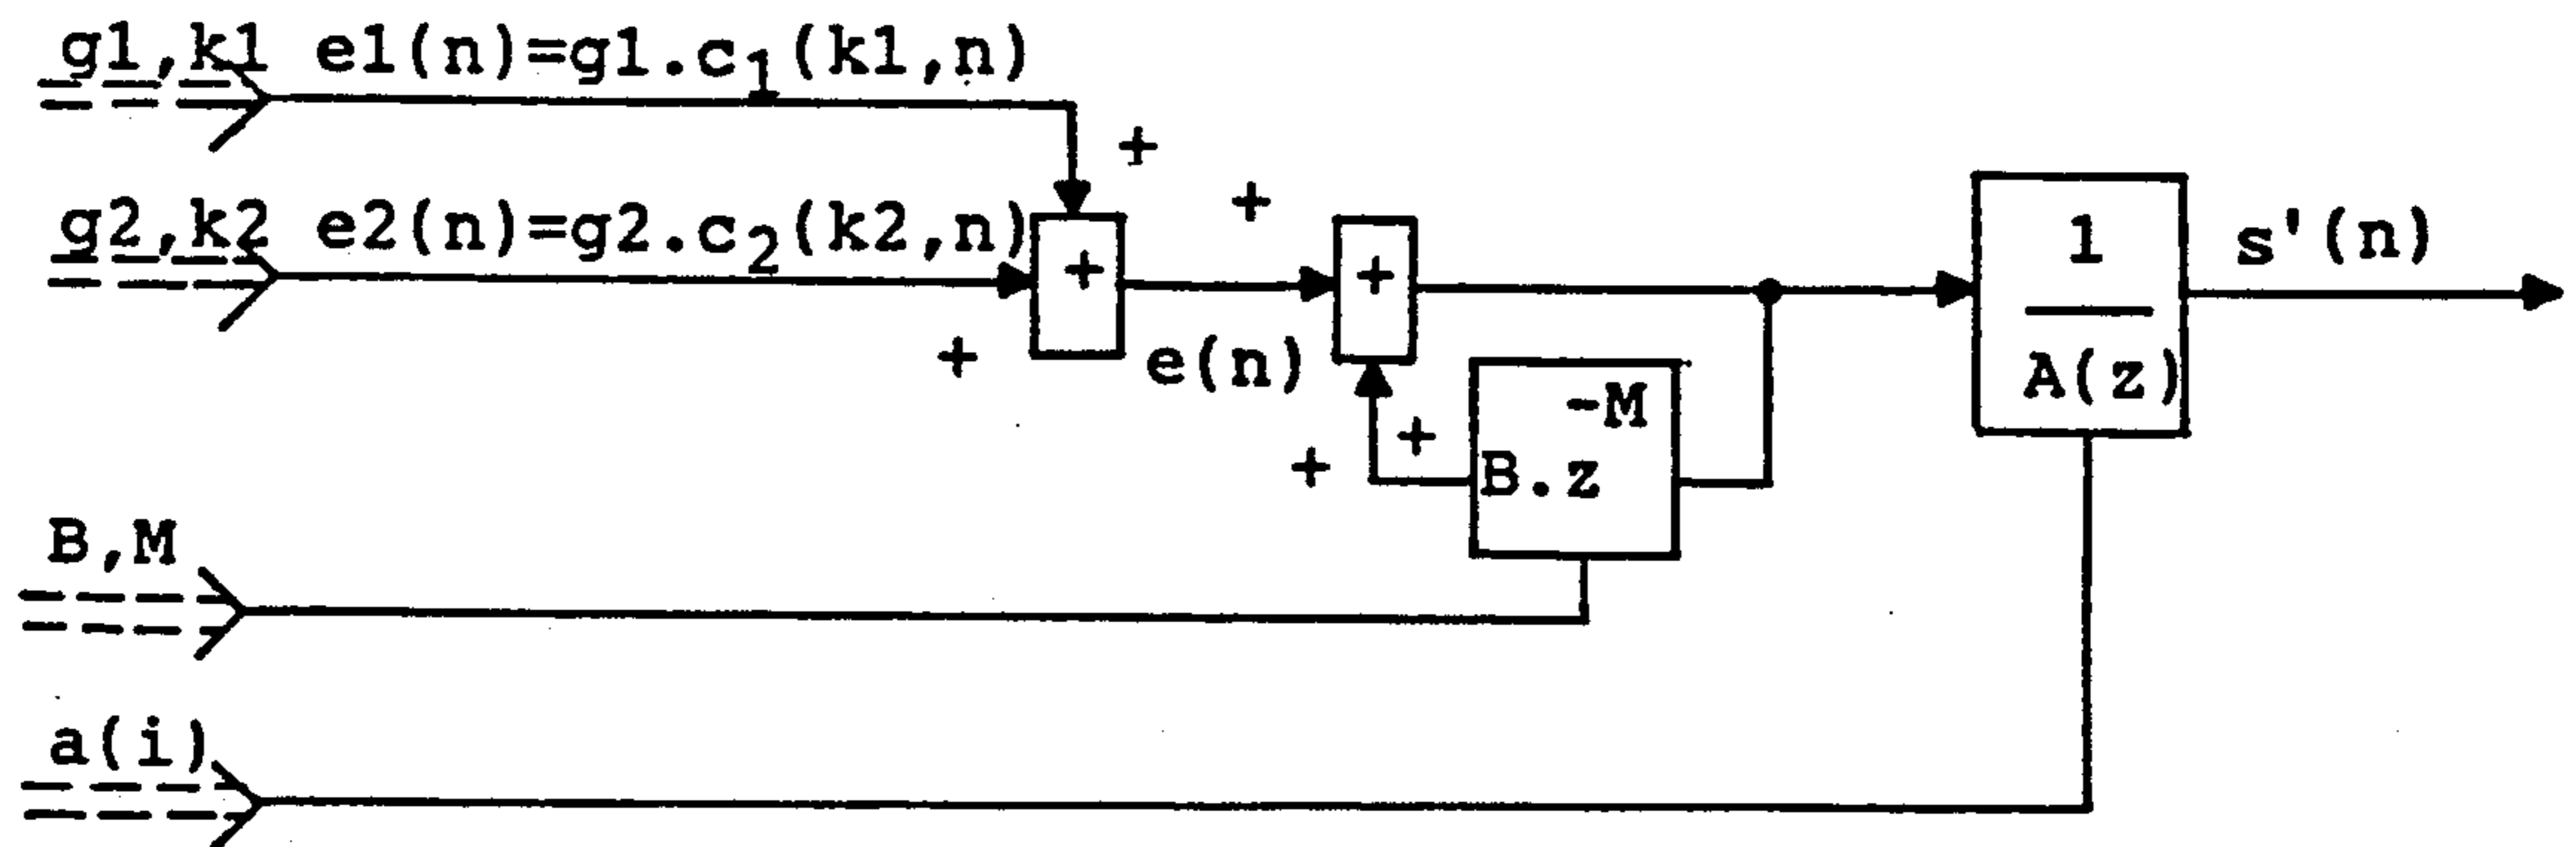 g1,k1 e1(n)=g1.c₁(k1,n)
+
g2,k2 e2(n)=g2.c₂(k2,n)
+
+
+
1
A(z)
s'(n)
+
e(n)
+
+
B.z⁻ᴹ
B,M
a(i)